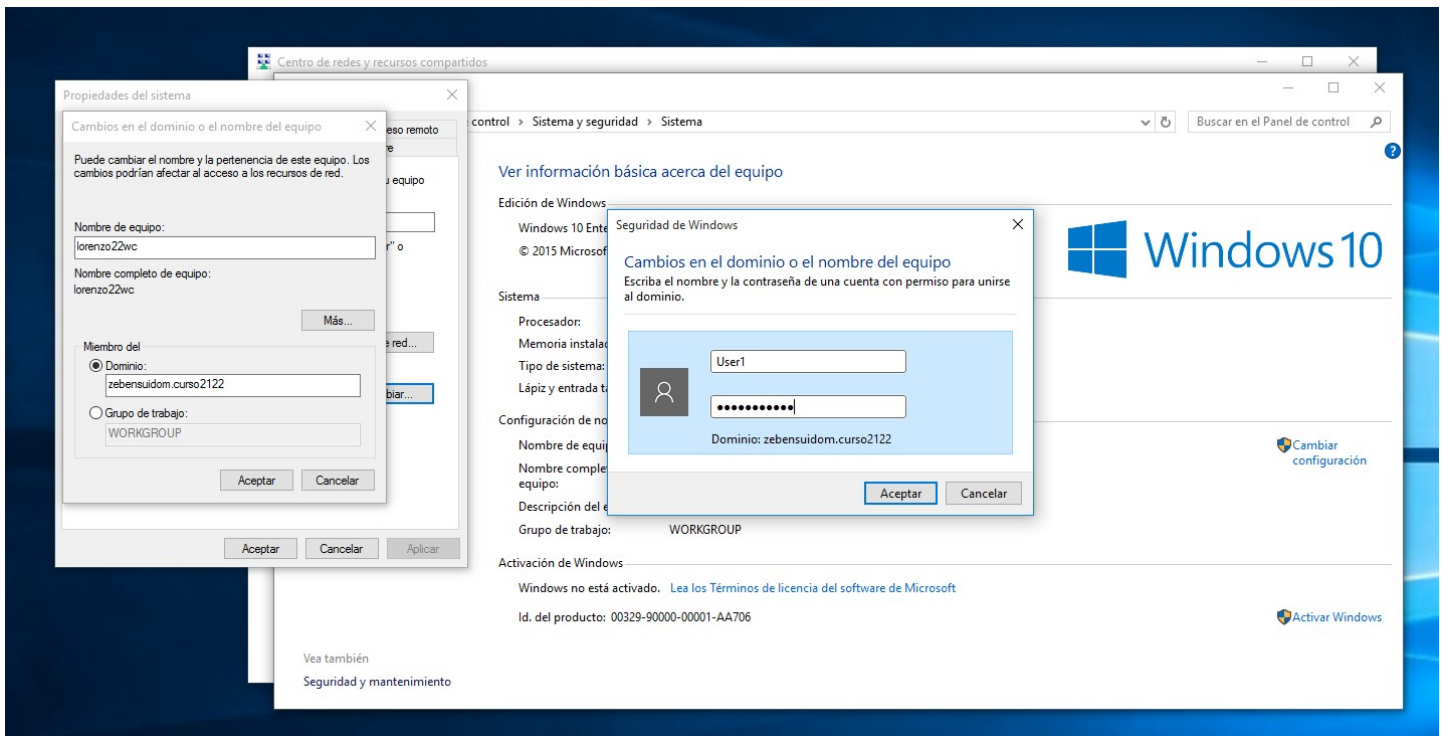 Centro de redes y recursos compartidos
Propiedades del sistema
eso remoto
re
u equipo
r" o
e red...
biar...
Aceptar
Cancelar
Aplicar
Cambios en el dominio o el nombre del equipo
Puede cambiar el nombre y la pertenencia de este equipo. Los
cambios podrían afectar al acceso a los recursos de red.
Nombre de equipo:
lorenzo22wc
Nombre completo de equipo:
lorenzo22wc
Más...
Miembro del
Dominio:
zebensuidom.curso2122
Grupo de trabajo:
WORKGROUP
Aceptar
Cancelar
control > Sistema y seguridad > Sistema
Buscar en el Panel de control
Ver información básica acerca del equipo
Edición de Windows
Windows 10 Ente
© 2015 Microsof
Windows 10
Sistema
Procesador:
Memoria instalad
Tipo de sistema:
Lápiz y entrada tá
Configuración de no
Nombre de equip
Nombre comple
equipo:
Descripción del e
Grupo de trabajo: WORKGROUP
Cambiar
configuración
Activación de Windows
Windows no está activado. Lea los Términos de licencia del software de Microsoft
Id. del producto: 00329-90000-00001-AA706
Activar Windows
Vea también
Seguridad y mantenimiento
Seguridad de Windows
Cambios en el dominio o el nombre del equipo
Escriba el nombre y la contraseña de una cuenta con permiso para unirse
al dominio.
User1
●●●●●●●●●●●
Dominio: zebensuidom.curso2122
Aceptar
Cancelar